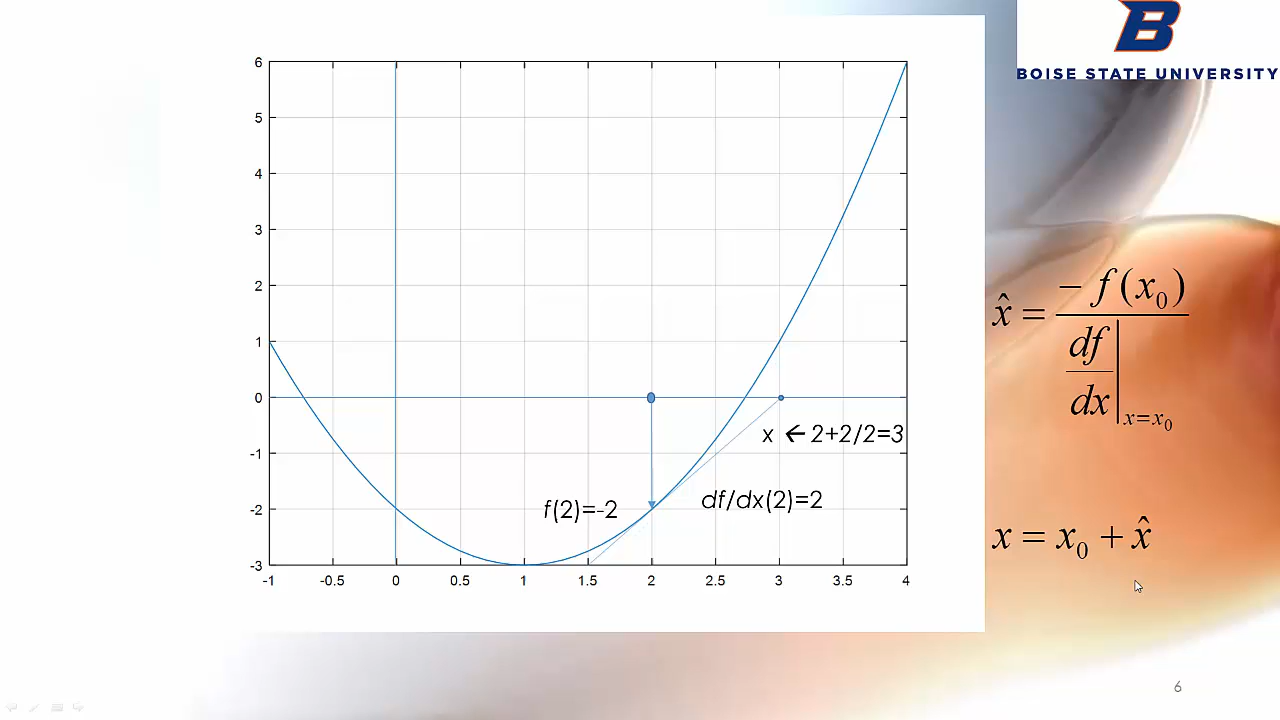 B
BOISE STATE UNIVERSITY
6
5
4
3
2
1
0
-1
-2
-3
-1 -0.5 0 0.5 1 1.5 2 2.5 3 3.5 4
x ← 2+2/2=3
f(2)=-2
df/dx(2)=2
x̂ = − f(x₀) / (df/dx)|ₓ₌ₓ₀
x = x₀ + x̂
6